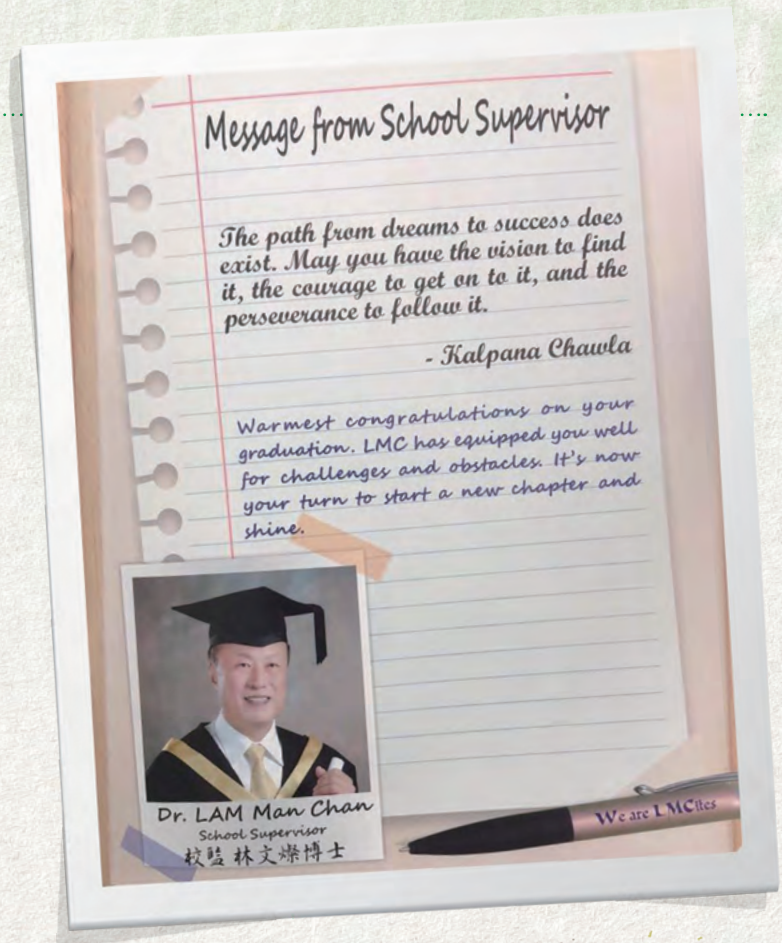 Message from School Supervisor
The path from dreams to success does
exist. May you have the vision to find
it, the courage to get on to it, and the
perseverance to follow it.
- Kalpana Chawla
Warmest congratulations on your
graduation. LMC has equipped you well
for challenges and obstacles. It's now
your turn to start a new chapter and
shine.
Dr. LAM Man Chan
School Supervisor
校監 林文燦博士
We are LMCites